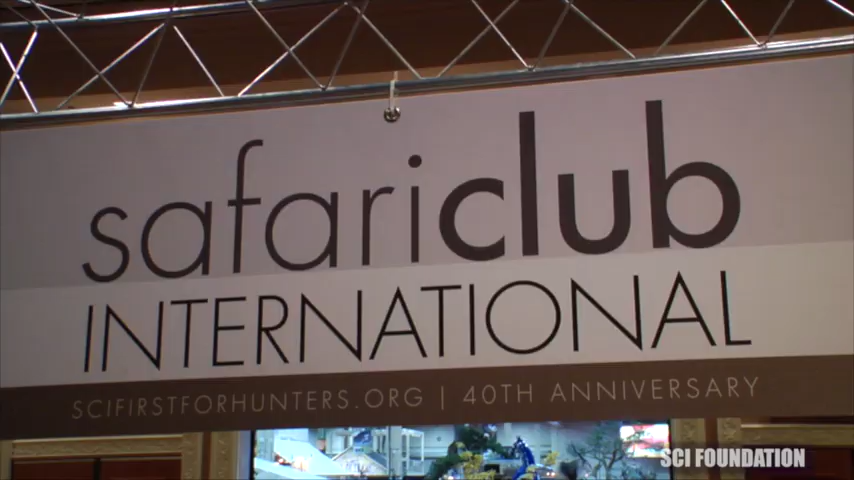 safariclub
INTERNATIONAL
SCIFIRSTFORHUNTERS.ORG | 40TH ANNIVERSARY
SCI FOUNDATION